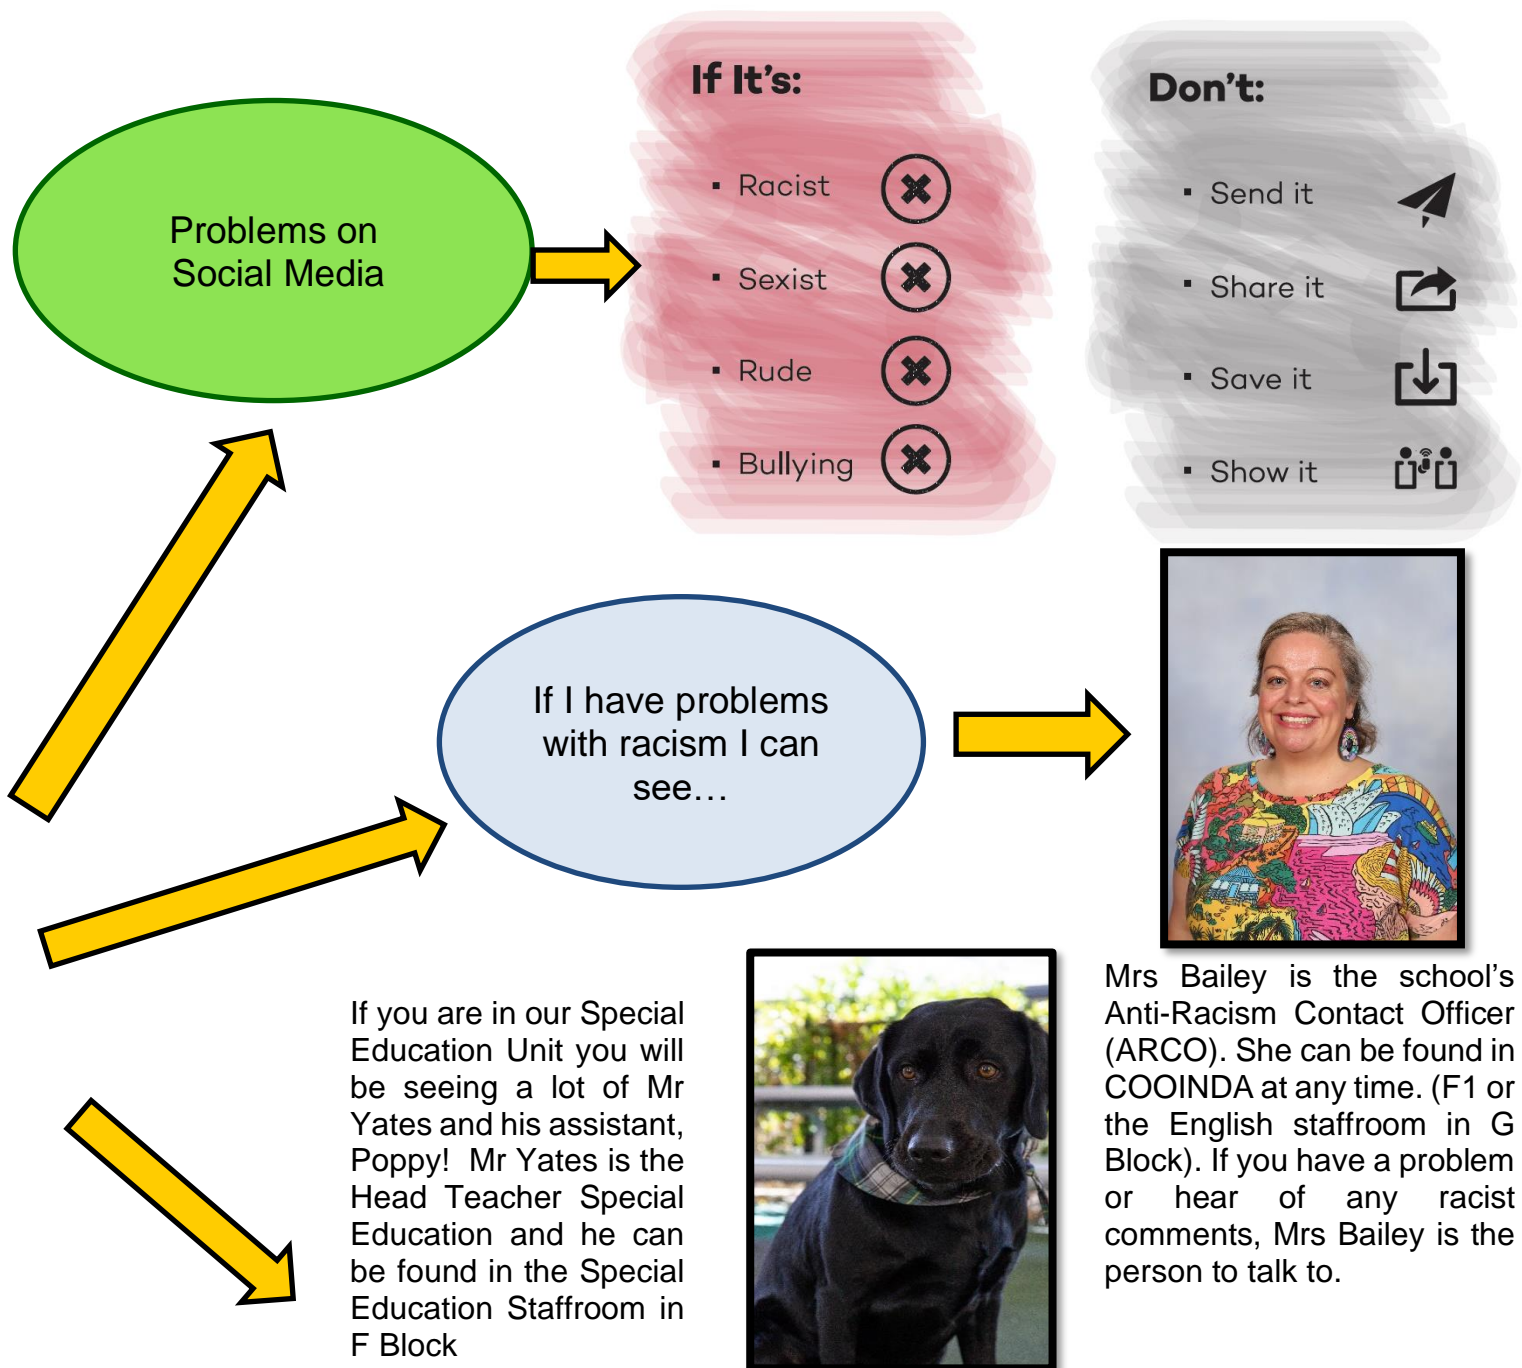 Problems on
Social Media
If It's:
▪ Racist
▪ Sexist
▪ Rude
▪ Bullying
Don't:
▪ Send it
▪ Share it
▪ Save it
▪ Show it
If I have problems
with racism I can
see…
Mrs Bailey is the school's
Anti-Racism Contact Officer
(ARCO). She can be found in
COOINDA at any time. (F1 or
the English staffroom in G
Block). If you have a problem
or hear of any racist
comments, Mrs Bailey is the
person to talk to.
If you are in our Special
Education Unit you will
be seeing a lot of Mr
Yates and his assistant,
Poppy! Mr Yates is the
Head Teacher Special
Education and he can
be found in the Special
Education Staffroom in
F Block